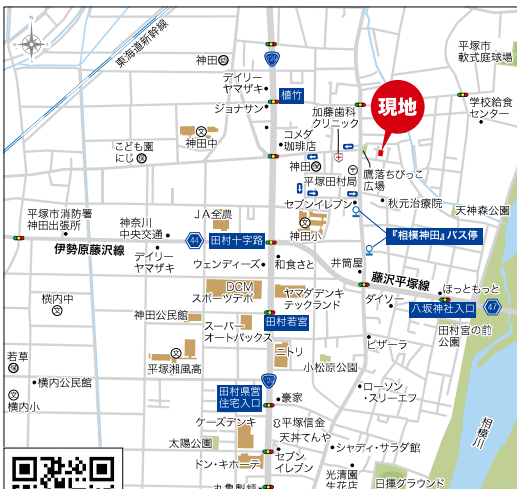 東海道新幹線
神田
幼
129
平塚市
軟式庭球場
デイリー
ヤマザキ
植竹
ジョナサン
現地
学校給食
センター
加藤歯科
クリニック
コメダ
珈琲店
文
神田中
こども園
にじ
神田
平塚田村局
鷹落ちびっこ
広場
セブンイレブン
秋元治療院
天神森公園
平塚市消防署
神田出張所
神奈川
中央交通
JA全農
文
神田小
『相模神田』バス停
44
田村十字路
伊勢原藤沢線
デイリー
ヤマザキ
ウェンディーズ
和食さと
井筒屋
藤沢平塚線
DCM
スポーツデポ
ヤマダデンキ
テックランド
ダイソー
ほっともっと
八坂神社入口
47
横内中
文
神田公民館
田村若宮
スーパー
オートバックス
田村宮の前
公園
若草
文
平塚湘風高
ニトリ
ピザーラ
小松原公園
横内公民館
文
横内小
129
田村県営
住宅入口
豪家
ローソン
・スリーエフ
相模川
ケーズデンキ
平塚信金
天丼てんや
太陽公園
シャディ・サラダ館
ドン・キホーテ
セブン
イレブン
光清園
生花店
日揮グラウンド
丸亀製麺